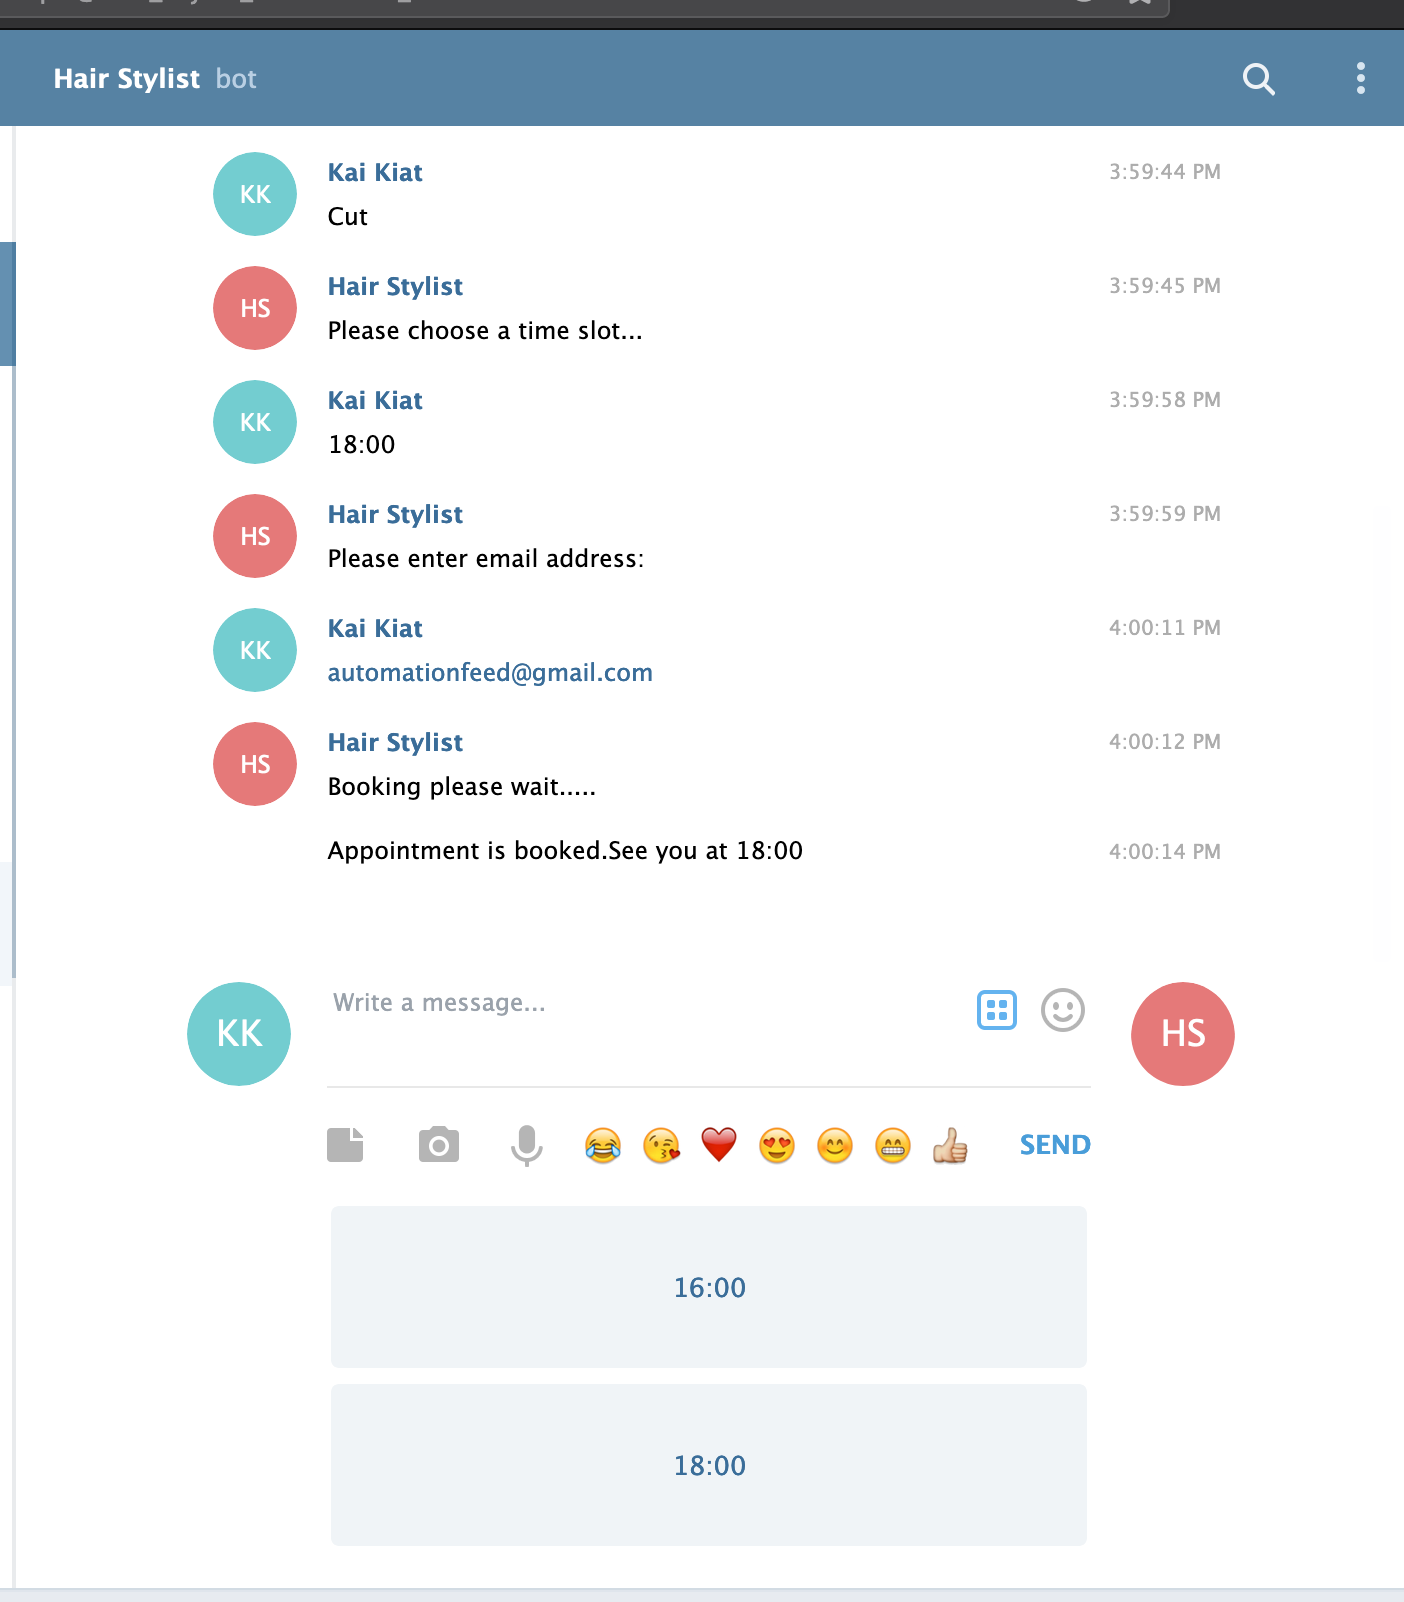 Hair Stylist bot
KK
Kai Kiat 3:59:44 PM
Cut
HS
Hair Stylist 3:59:45 PM
Please choose a time slot...
KK
Kai Kiat 3:59:58 PM
18:00
HS
Hair Stylist 3:59:59 PM
Please enter email address:
KK
Kai Kiat 4:00:11 PM
automationfeed@gmail.com
HS
Hair Stylist 4:00:12 PM
Booking please wait.....
Appointment is booked.See you at 18:00 4:00:14 PM
KK
Write a message...
HS
SEND
16:00
18:00